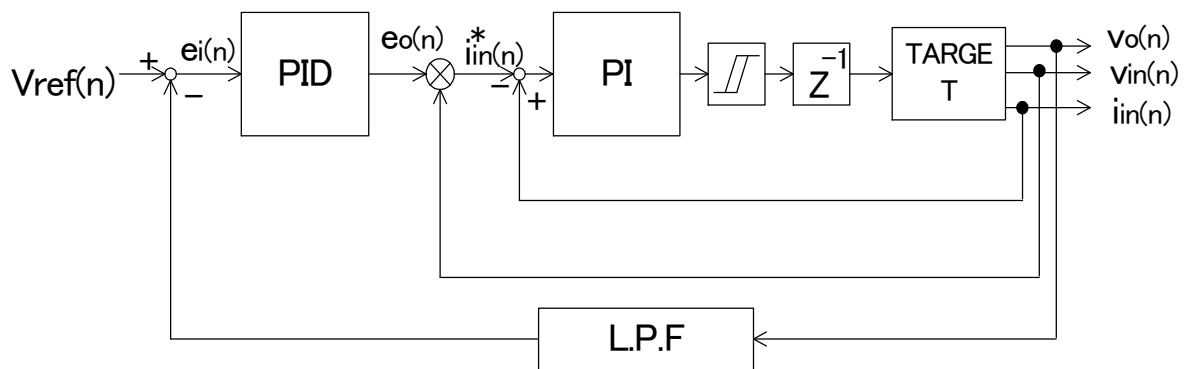 Vref(n)
+
−
ei(n)
PID
eo(n)
i*in(n)
−
+
PI
Z-1
TARGE
T
vo(n)
vin(n)
iin(n)
L.P.F